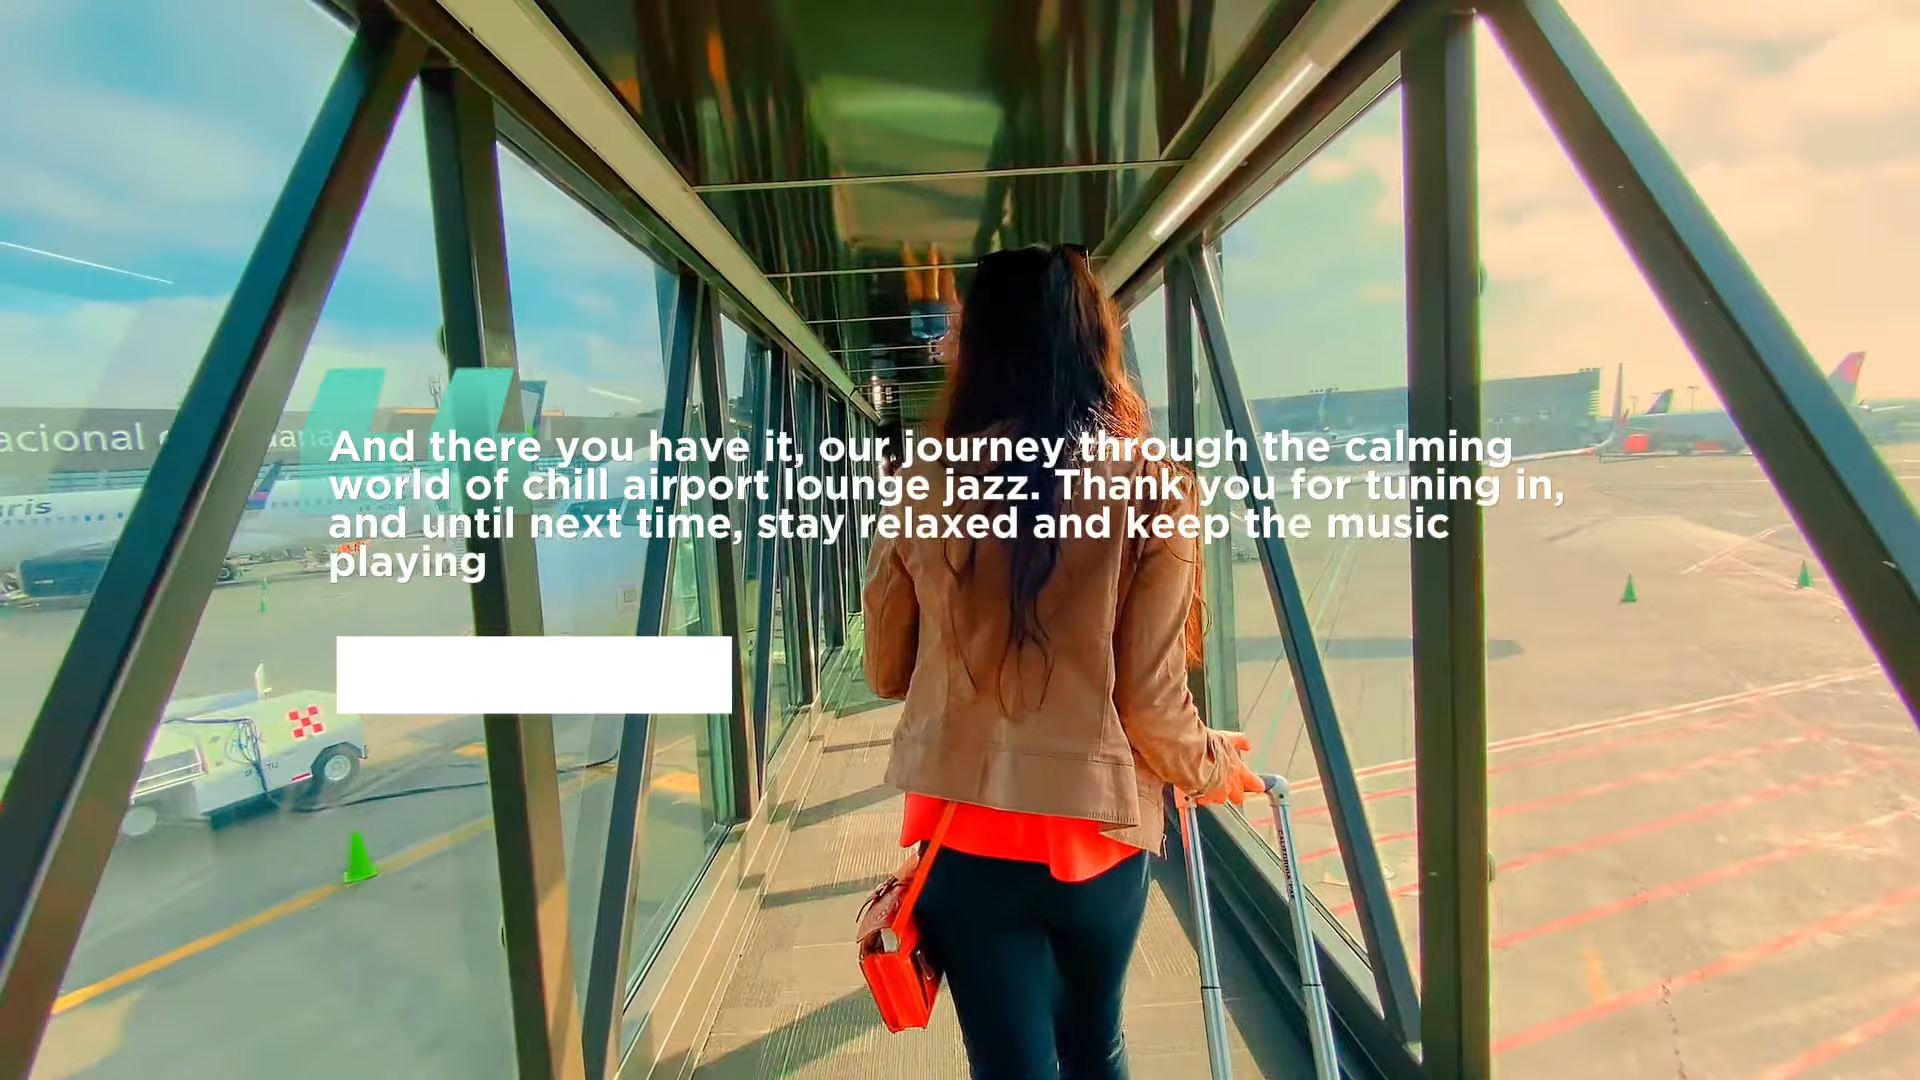 acional
And there you have it, our journey through the calming
world of chill airport lounge jazz. Thank you for tuning in,
and until next time, stay relaxed and keep the music
playing
aris